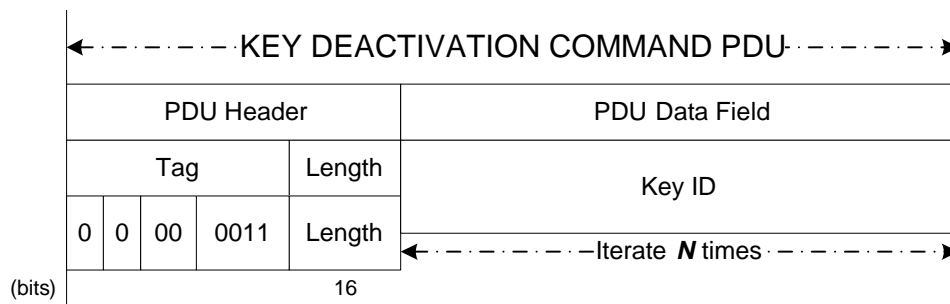 KEY DEACTIVATION COMMAND PDU
PDU Header PDU Data Field
Tag Length Key ID
0 0 00 0011 Length
Iterate N times
(bits) 16